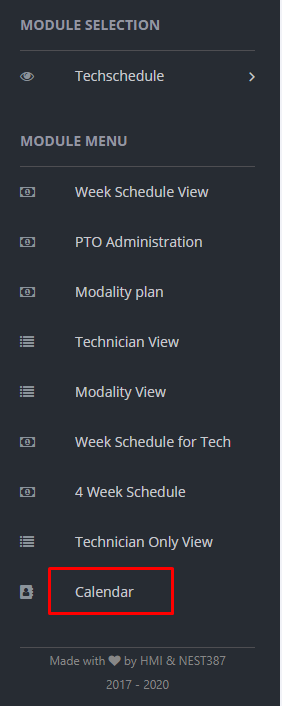 MODULE SELECTION
Techschedule
MODULE MENU
Week Schedule View
PTO Administration
Modality plan
Technician View
Modality View
Week Schedule for Tech
4 Week Schedule
Technician Only View
Calendar
Made with ❤ by HMI & NEST387
2017 - 2020